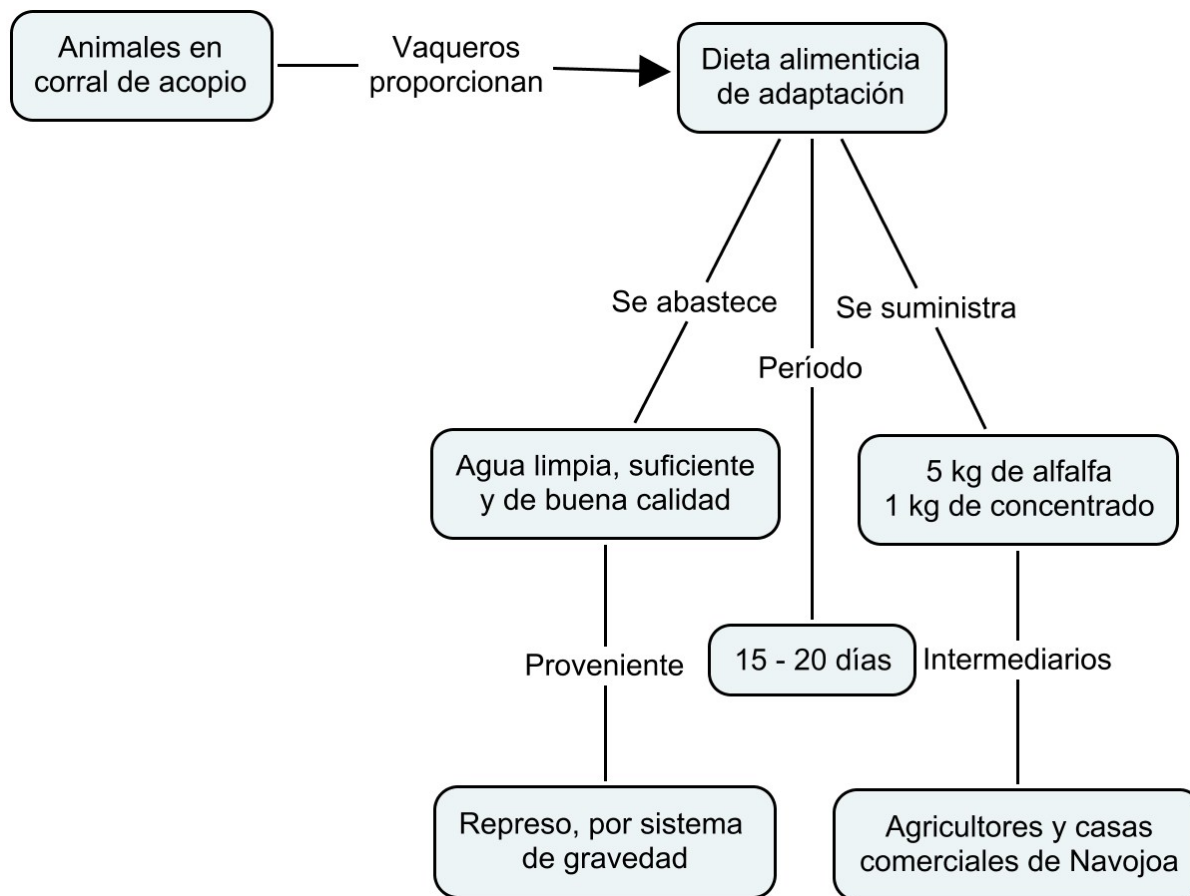 Animales en
corral de acopio
Vaqueros
proporcionan
Dieta alimenticia
de adaptación
Se abastece
Período
Se suministra
Agua limpia, suficiente
y de buena calidad
5 kg de alfalfa
1 kg de concentrado
Proveniente
15 - 20 días
Intermediarios
Represo, por sistema
de gravedad
Agricultores y casas
comerciales de Navojoa